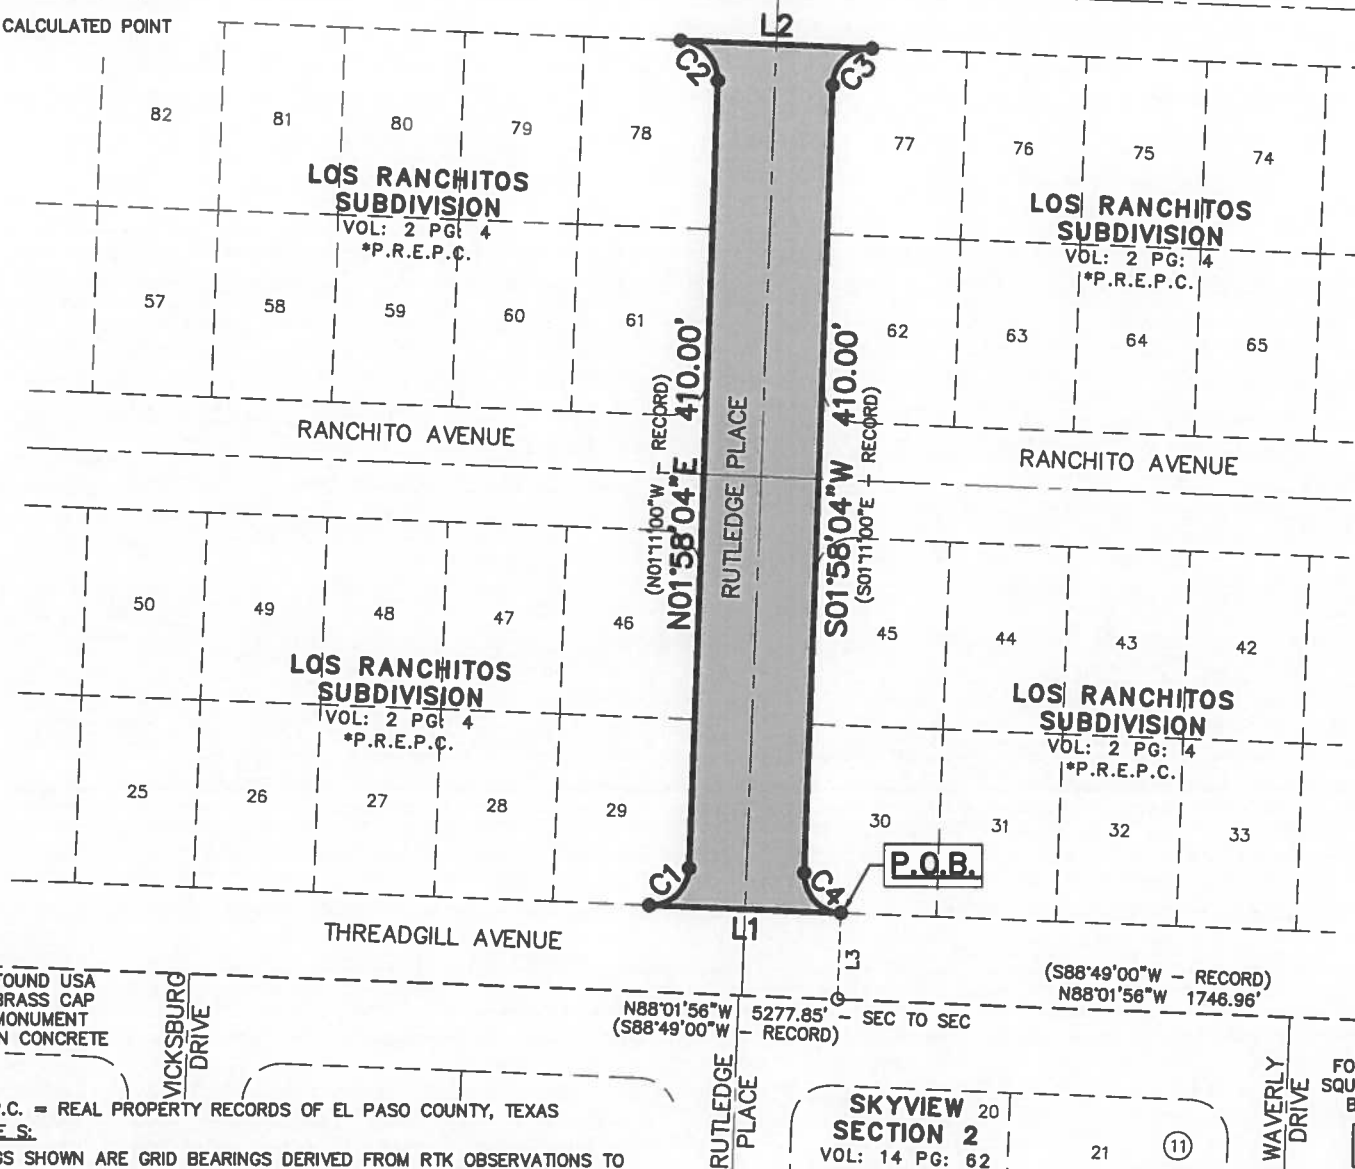 CALCULATED POINT
L2
C2
C3
82
81
80
79
78
77
76
75
74
LOS RANCHITOS
SUBDIVISION
VOL: 2 PG: 4
*P.R.E.P.C.
LOS RANCHITOS
SUBDIVISION
VOL: 2 PG: 4
*P.R.E.P.C.
57
58
59
60
61
62
63
64
65
N01°58'04"E 410.00'
(N01°11'00"W - RECORD)
RUTLEDGE PLACE
S01°58'04"W 410.00'
(S01°11'00"E - RECORD)
RANCHITO AVENUE
RANCHITO AVENUE
50
49
48
47
46
45
44
43
42
LOS RANCHITOS
SUBDIVISION
VOL: 2 PG: 4
*P.R.E.P.C.
LOS RANCHITOS
SUBDIVISION
VOL: 2 PG: 4
*P.R.E.P.C.
25
26
27
28
29
30
31
32
33
C1
C4
P.O.B.
L1
L3
THREADGILL AVENUE
OUND USA
BRASS CAP
MONUMENT
N CONCRETE
VICKSBURG
DRIVE
N88°01'56"W 5277.85' - SEC TO SEC
(S88°49'00"W - RECORD)
(S88°49'00"W - RECORD)
N88°01'56"W 1746.96'
RUTLEDGE
PLACE
WAVERLY
DRIVE
FO
SQU
B
.C. = REAL PROPERTY RECORDS OF EL PASO COUNTY, TEXAS
E S:
GS SHOWN ARE GRID BEARINGS DERIVED FROM RTK OBSERVATIONS TO
SKYVIEW
SECTION 2
VOL: 14 PG: 62
20
21
11